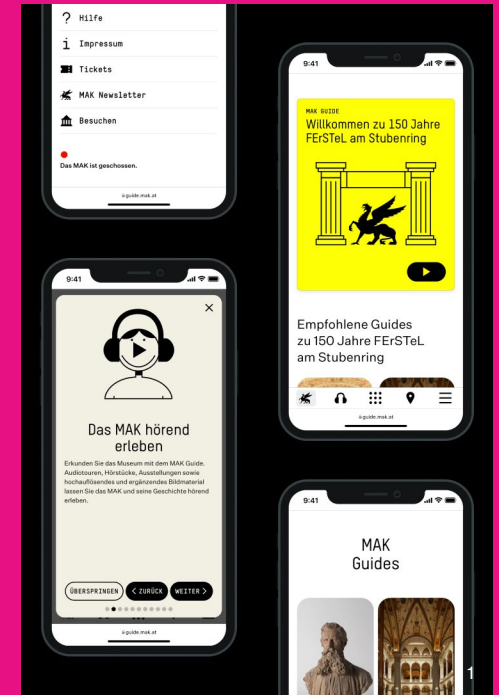 Hilfe
Impressum
Tickets
MAK Newsletter
Besuchen
Das MAK ist geschossen.
guide.mak.at
9:41
MAK GUIDE
Willkommen zu 150 Jahre
FErSTeL am Stubenring
Empfohlene Guides
zu 150 Jahre FErSTeL
am Stubenring
guide.mak.at
9:41
Das MAK hörend
erleben
Erkunden Sie das Museum mit dem MAK Guide.
Audiotouren, Hörstücke, Ausstellungen sowie
hochauflösendes und ergänzendes Bildmaterial
lassen Sie das MAK und seine Geschichte hörend
erleben.
ÜBERSPRINGEN < ZURÜCK WEITER >
guide.mak.at
9:41
MAK
Guides
1